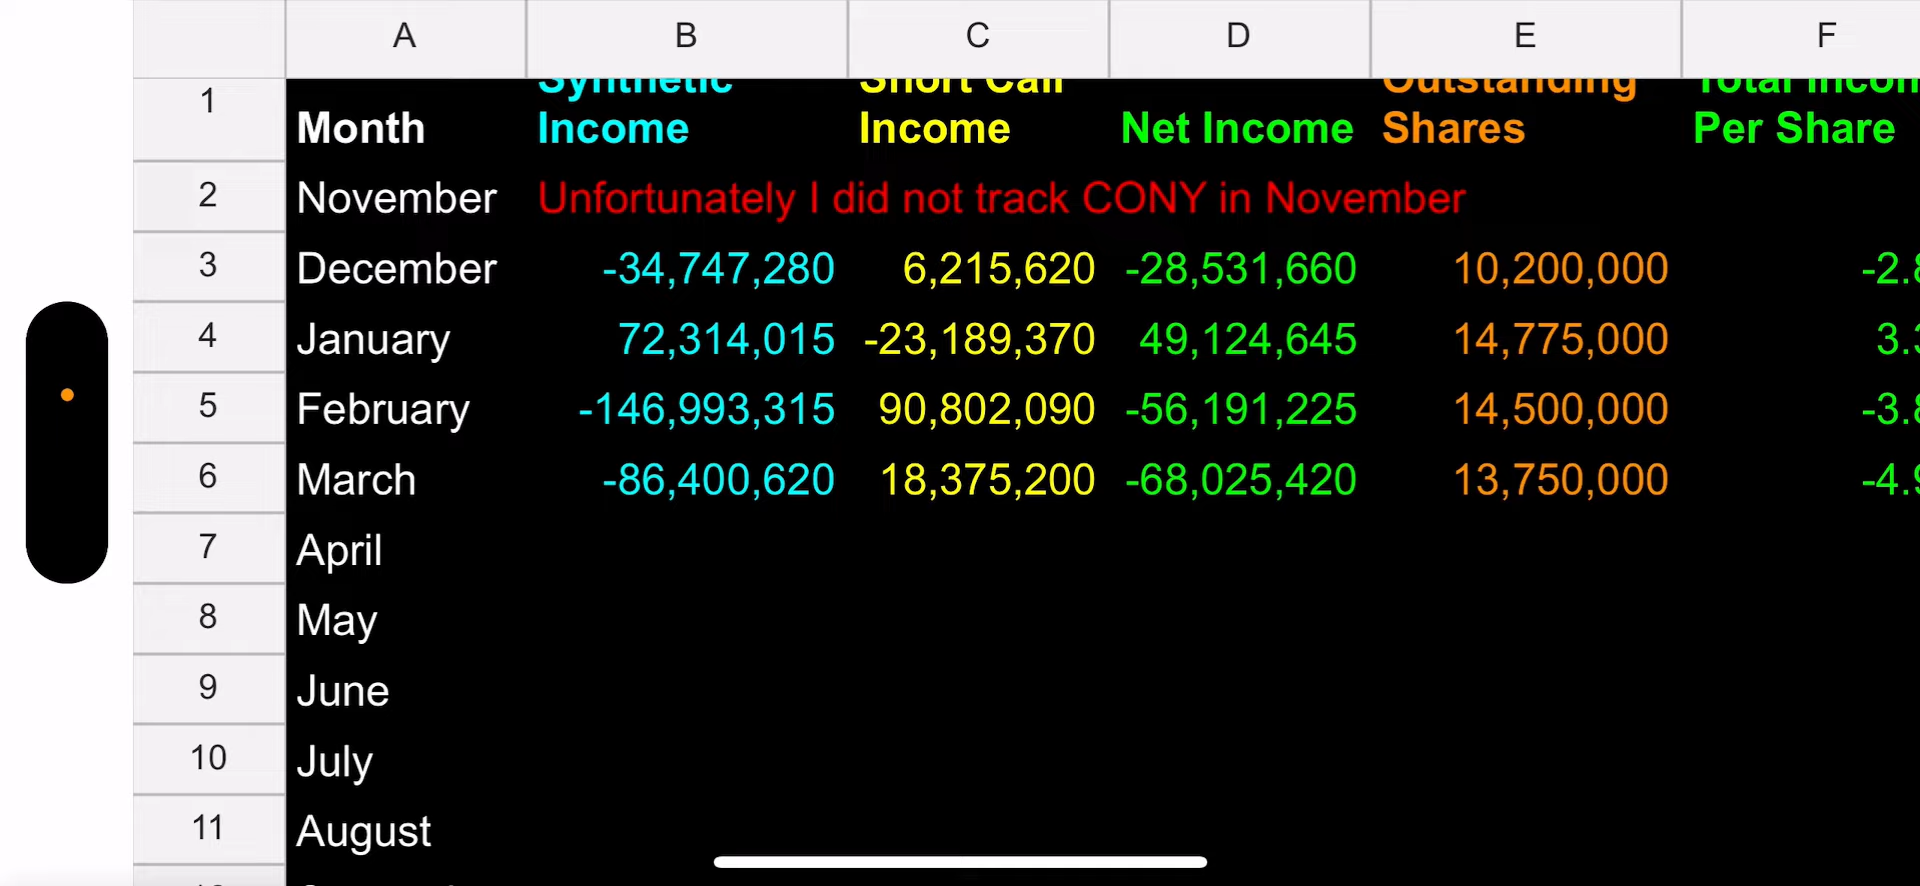 A B C D E F
1 Month Synthetic Income Short Call Income Net Income Outstanding Shares Per Share
2 November Unfortunately I did not track CONY in November
3 December -34,747,280 6,215,620 -28,531,660 10,200,000
4 January 72,314,015 -23,189,370 49,124,645 14,775,000
5 February -146,993,315 90,802,090 -56,191,225 14,500,000
6 March -86,400,620 18,375,200 -68,025,420 13,750,000
7 April
8 May
9 June
10 July
11 August